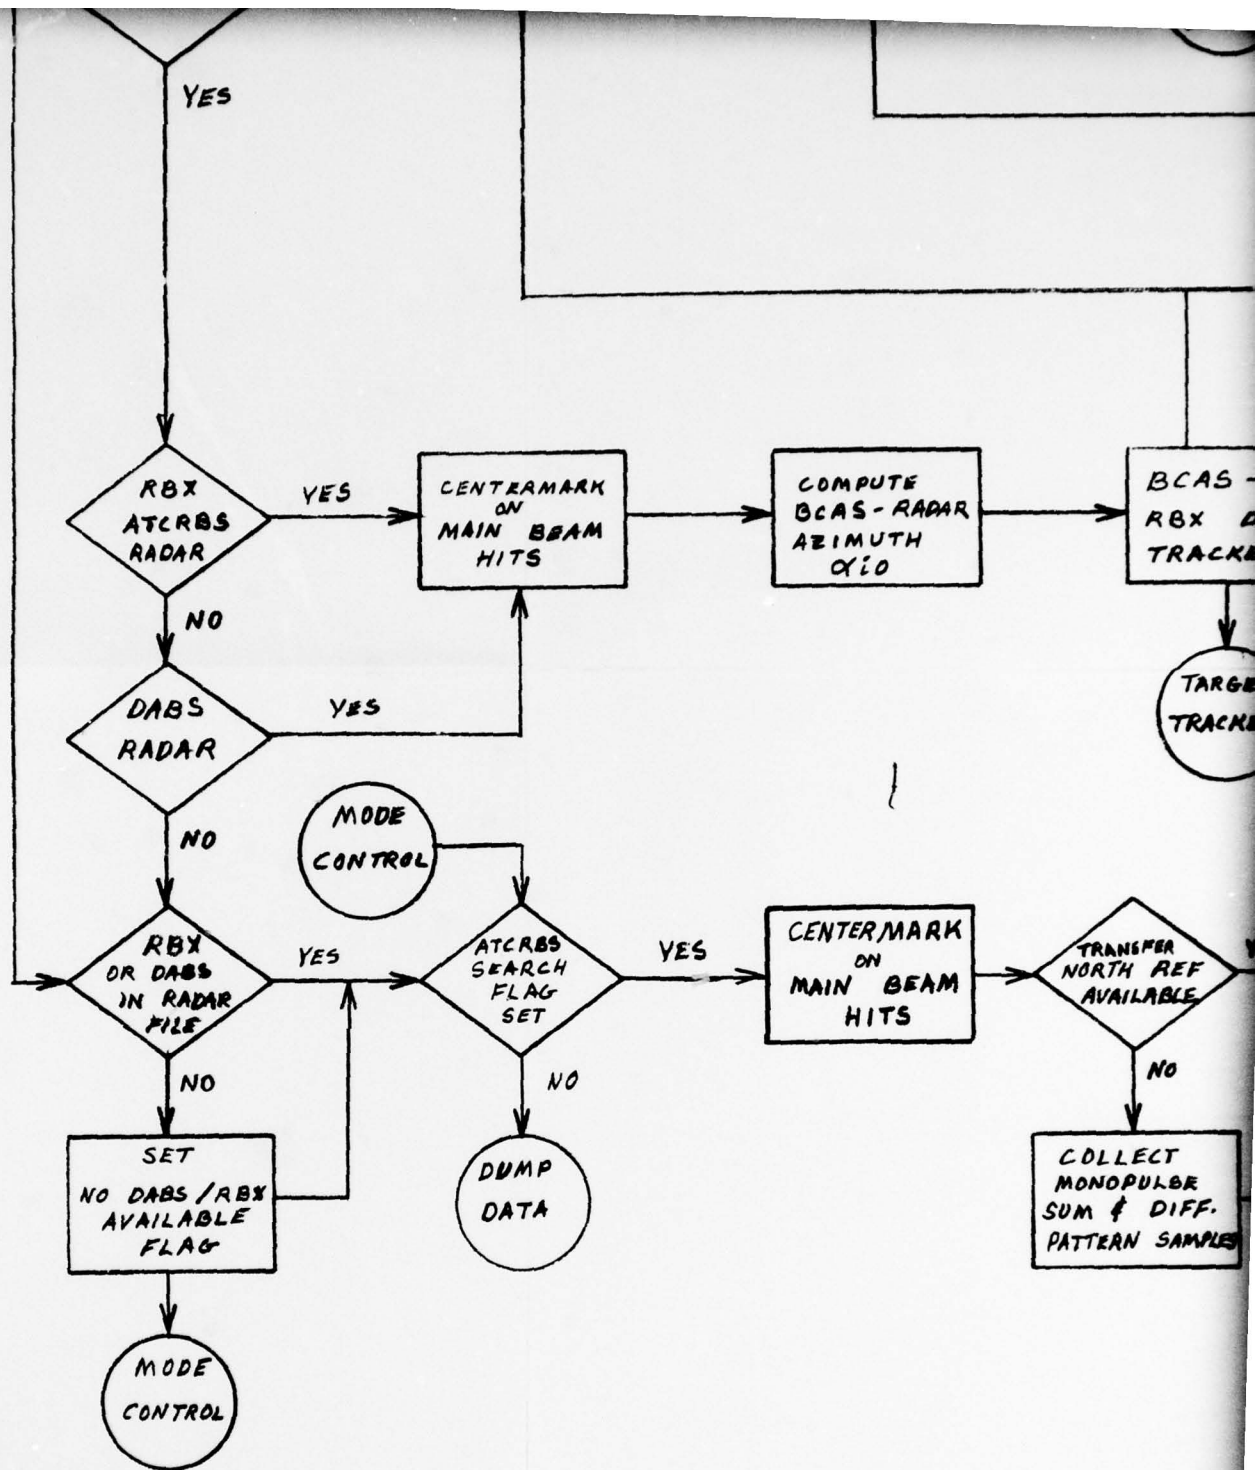 YES
RBX
ATCRBS
RADAR
YES
CENTERMARK
ON
MAIN BEAM
HITS
COMPUTE
BCAS-RADAR
AZIMUTH
αio
BCAS-
RBX
NO
DABS
RADAR
YES
NO
MODE
CONTROL
RBX
OR DABS
IN RADAR
FILE
YES
ATCRBS
SEARCH
FLAG
SET
YES
CENTERMARK
ON
MAIN BEAM
HITS
TRANSFER
NORTH REF
AVAILABLE
NO
SET
NO DABS/RBX
AVAILABLE
FLAG
NO
DUMP
DATA
NO
COLLECT
MONOPULSE
SUM & DIFF.
PATTERN SAMPLES
MODE
CONTROL